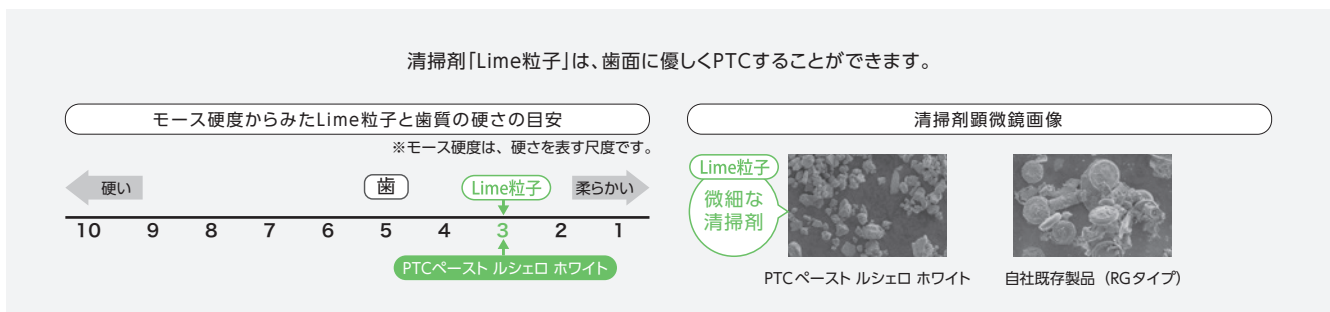 清掃剤「Lime粒子」は、歯面に優しくPTCすることができます。
モース硬度からみたLime粒子と歯質の硬さの目安
※モース硬度は、硬さを表す尺度です。
硬い
歯
Lime粒子
柔らかい
10 9 8 7 6 5 4 3 2 1
PTCペースト ルシェロ ホワイト
清掃剤顕微鏡画像
Lime粒子
微細な
清掃剤
PTCペースト ルシェロ ホワイト
自社既存製品（RGタイプ）